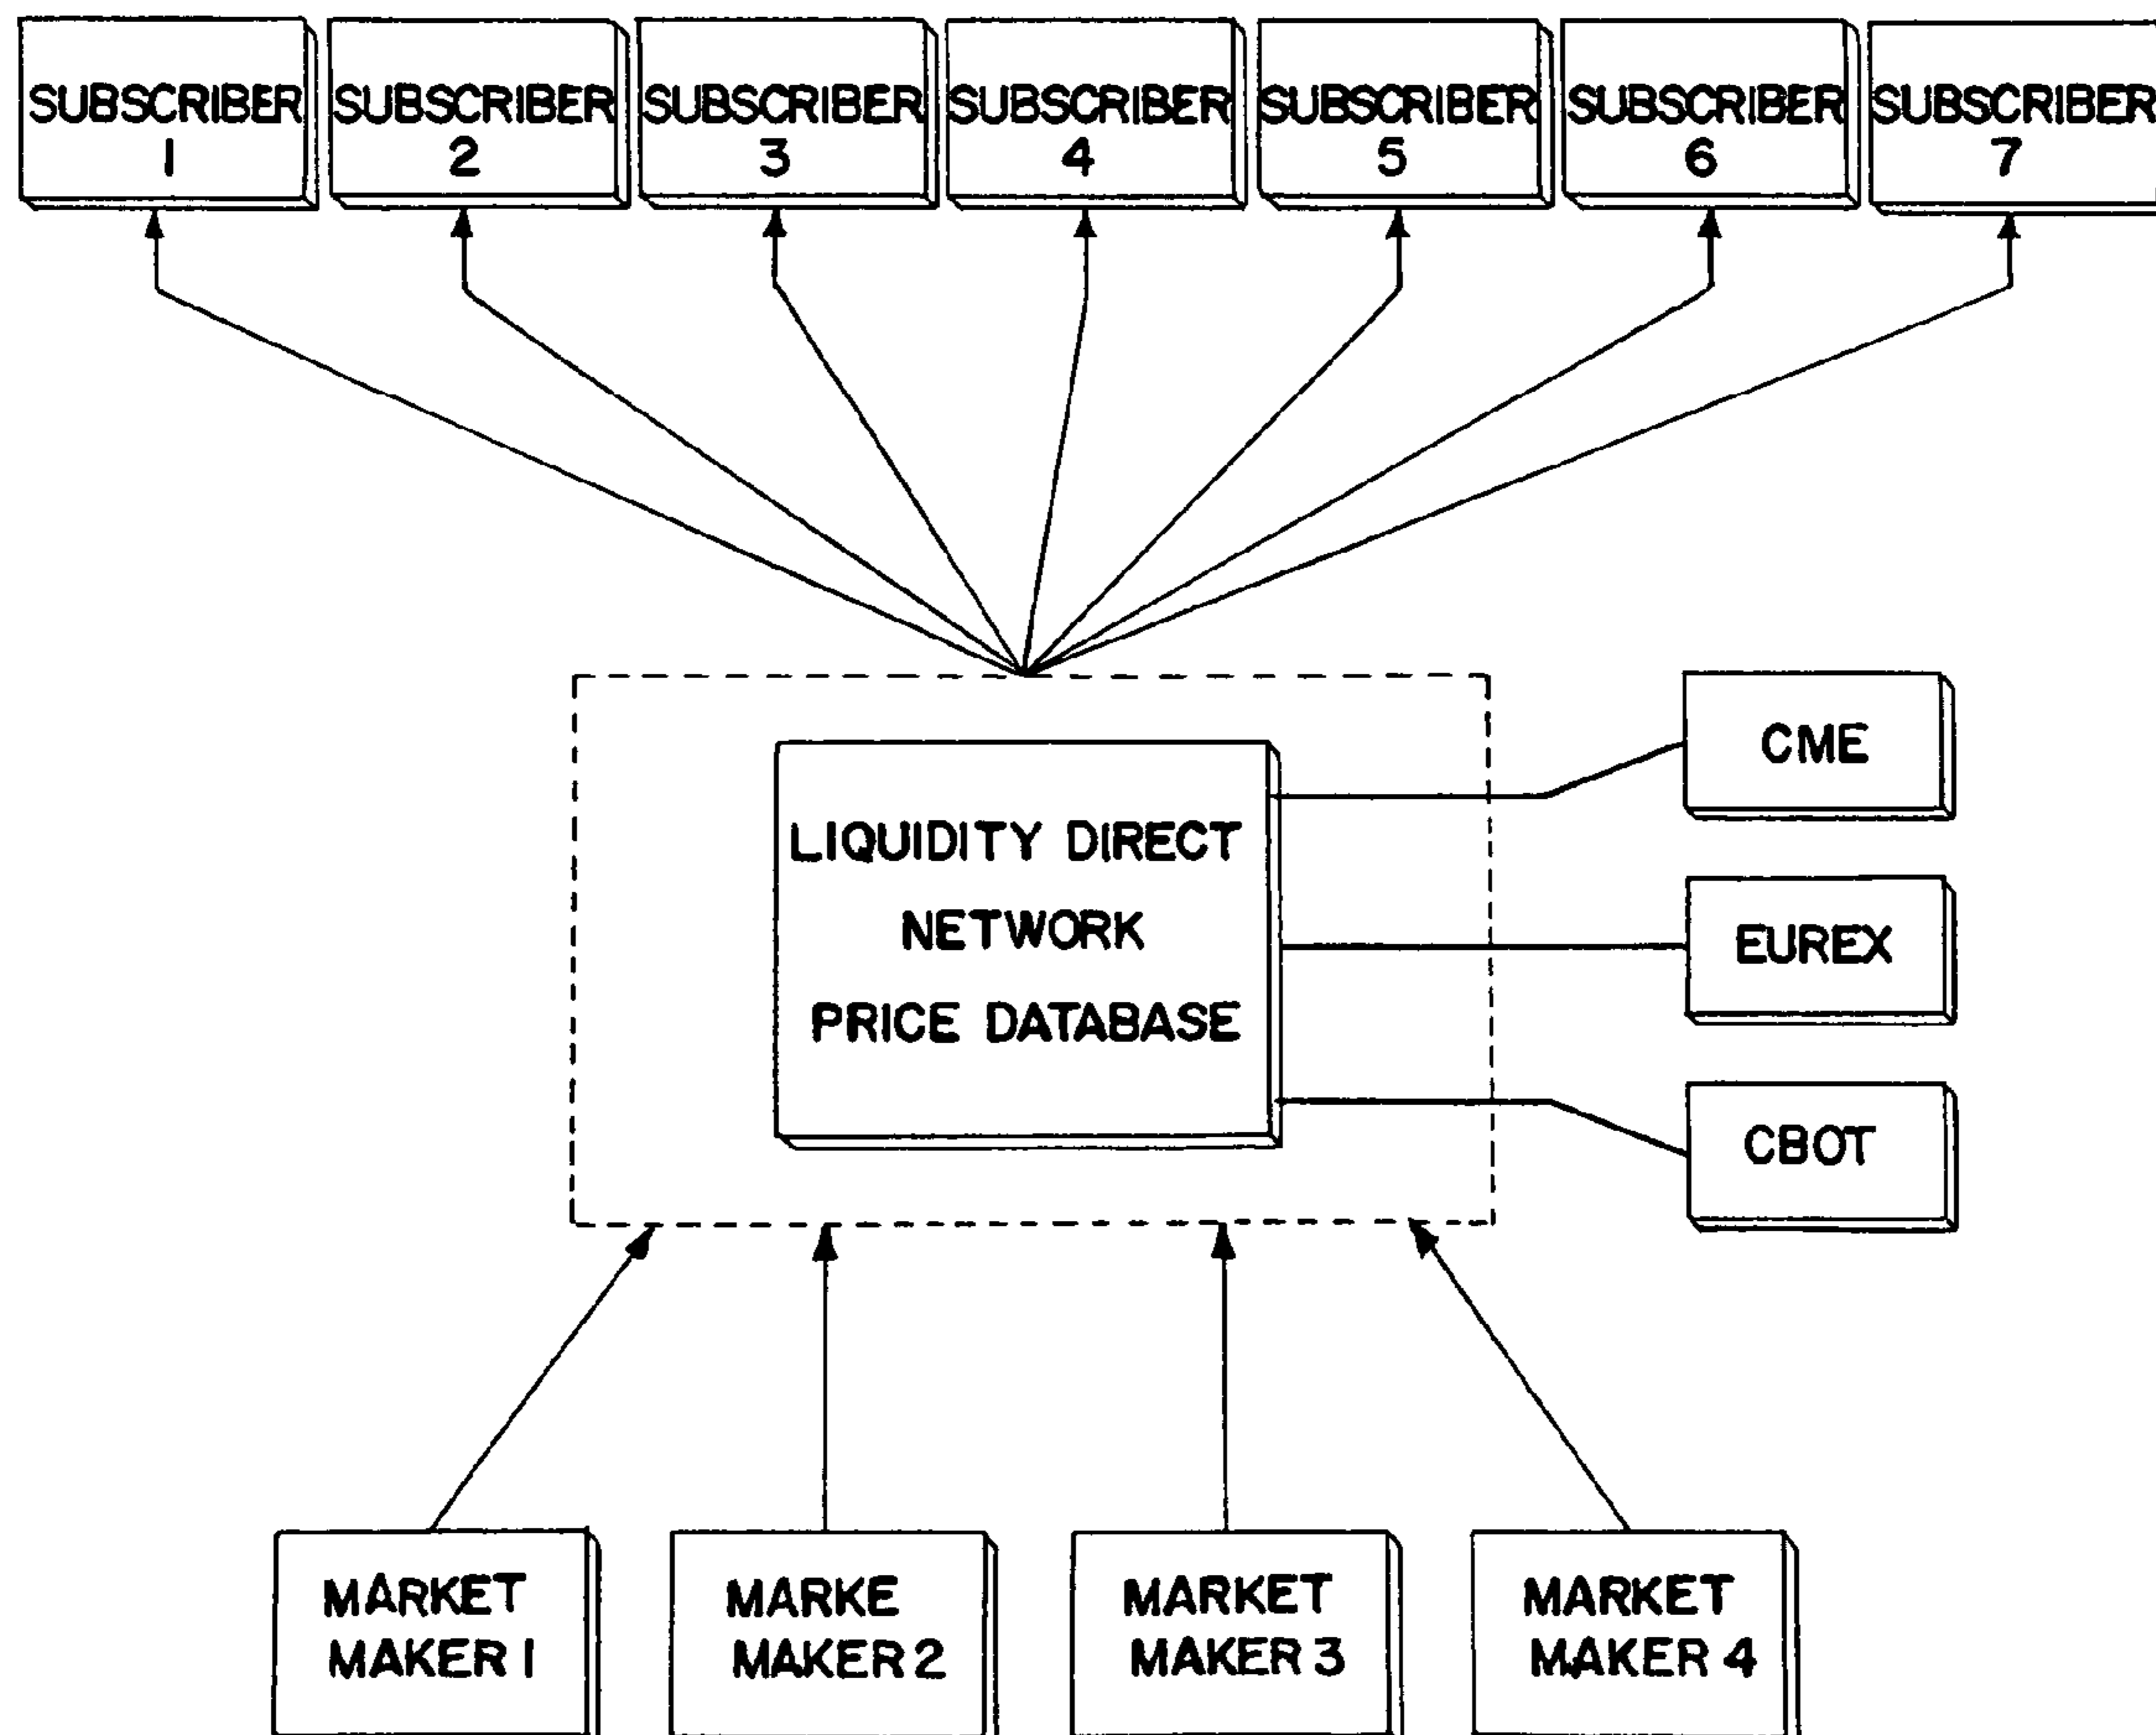 SUBSCRIBER
1
SUBSCRIBER
2
SUBSCRIBER
3
SUBSCRIBER
4
SUBSCRIBER
5
SUBSCRIBER
6
SUBSCRIBER
7
LIQUIDITY DIRECT
NETWORK
PRICE DATABASE
CME
EUREX
CBOT
MARKET
MAKER 1
MARKE
MAKER 2
MARKET
MAKER 3
MARKET
MAKER 4